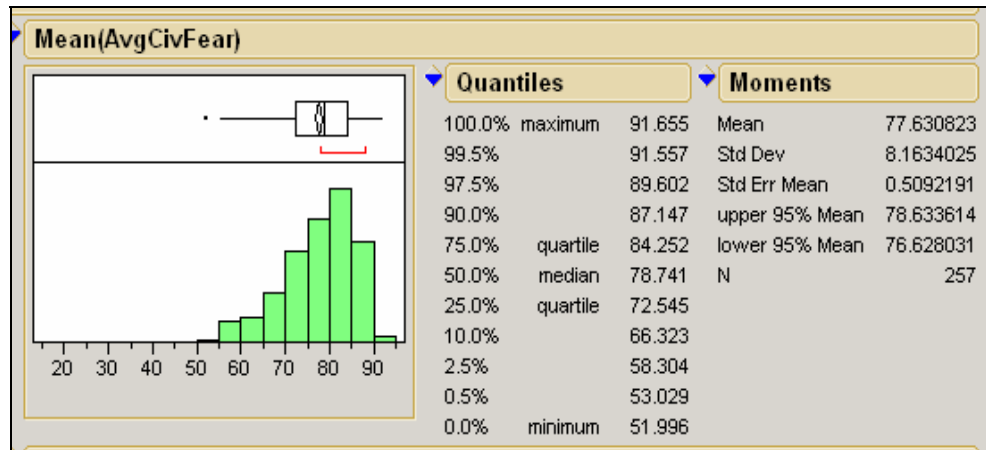 Mean(AvgCivFear)
20 30 40 50 60 70 80 90
Quantiles
100.0% maximum 91.655
99.5% 91.557
97.5% 89.602
90.0% 87.147
75.0% quartile 84.252
50.0% median 78.741
25.0% quartile 72.545
10.0% 66.323
2.5% 58.304
0.5% 53.029
0.0% minimum 51.996
Moments
Mean 77.630823
Std Dev 8.1634025
Std Err Mean 0.5092191
upper 95% Mean 78.633614
lower 95% Mean 76.628031
N 257